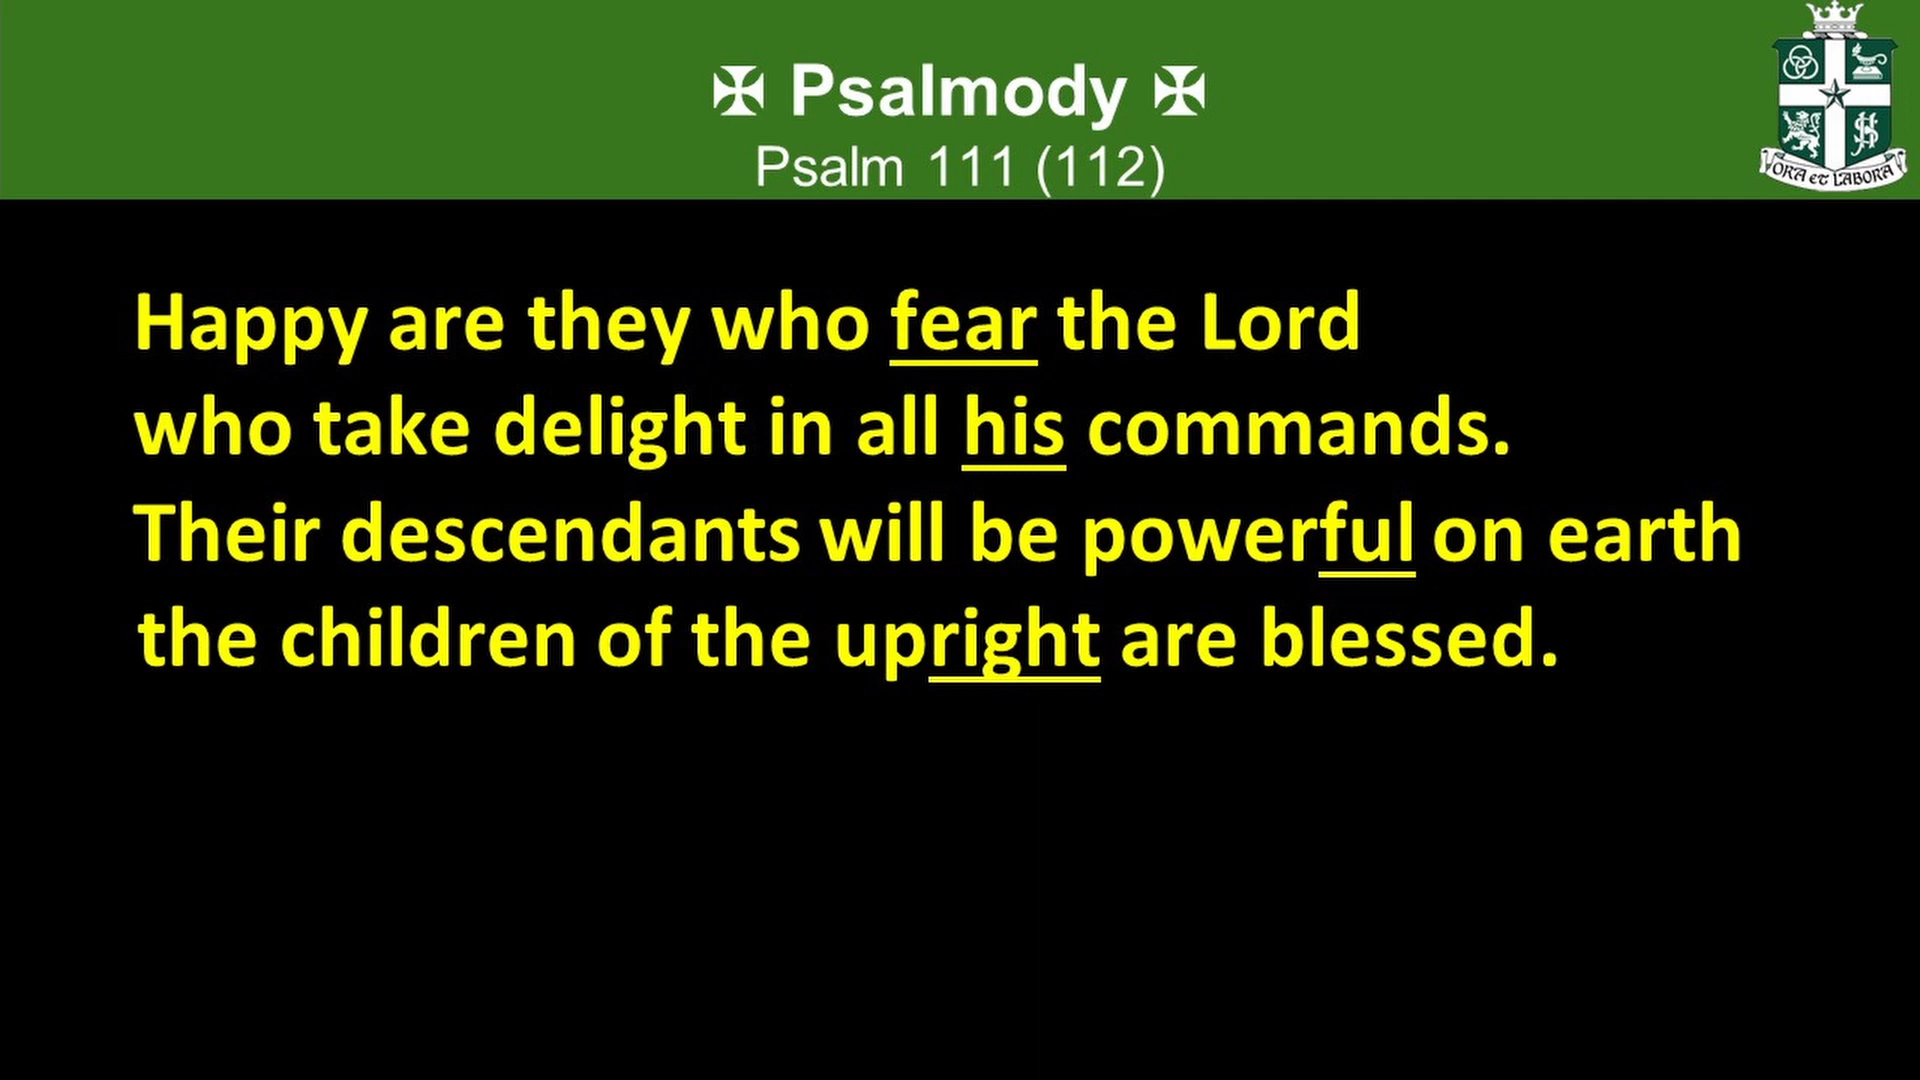 ✠ Psalmody ✠
Psalm 111 (112)
ORA ET LABORA
Happy are they who fear the Lord
who take delight in all his commands.
Their descendants will be powerful on earth
the children of the upright are blessed.